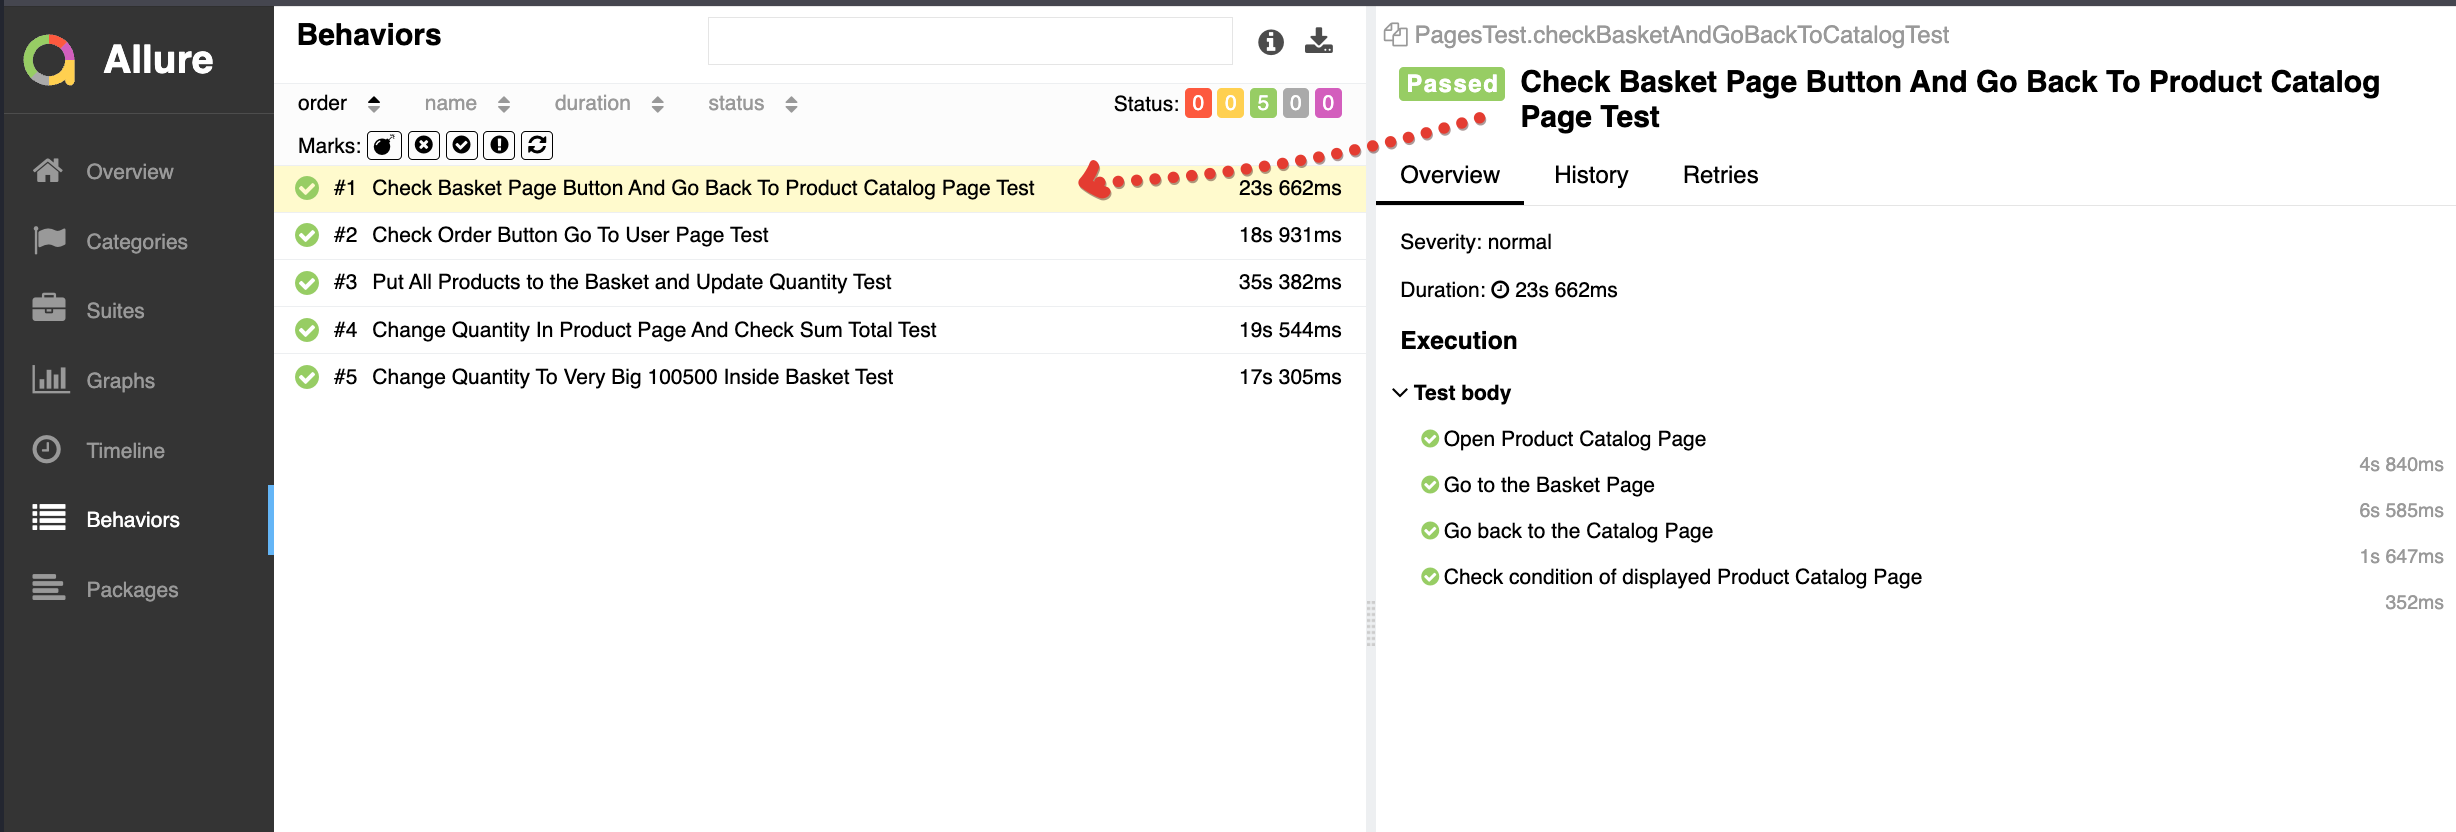 Allure
Overview
Categories
Suites
Graphs
Timeline
Behaviors
Packages
Behaviors
order name duration status
Status: 0 0 5 0 0
Marks:
#1 Check Basket Page Button And Go Back To Product Catalog Page Test 23s 662ms
#2 Check Order Button Go To User Page Test 18s 931ms
#3 Put All Products to the Basket and Update Quantity Test 35s 382ms
#4 Change Quantity In Product Page And Check Sum Total Test 19s 544ms
#5 Change Quantity To Very Big 100500 Inside Basket Test 17s 305ms
PagesTest.checkBasketAndGoBackToCatalogTest
Passed Check Basket Page Button And Go Back To Product Catalog
Page Test
Overview History Retries
Severity: normal
Duration: 23s 662ms
Execution
Test body
Open Product Catalog Page
4s 840ms
Go to the Basket Page
6s 585ms
Go back to the Catalog Page
1s 647ms
Check condition of displayed Product Catalog Page
352ms